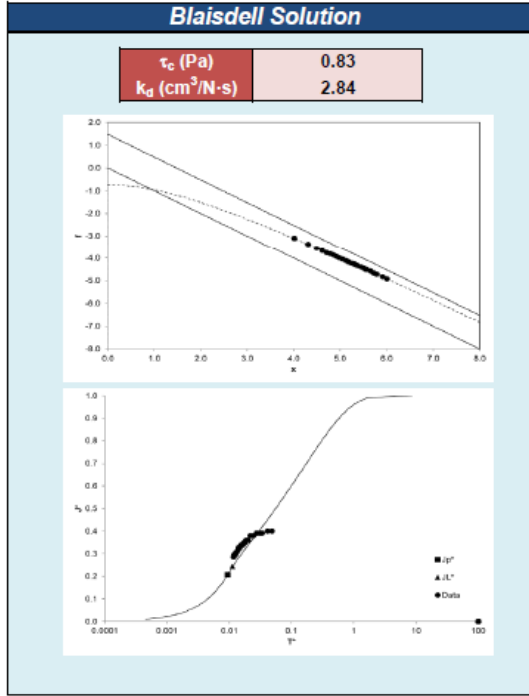 Blaisdell Solution
τc (Pa) 0.83
kd (cm³/N·s) 2.84
2.0
1.0
0.0
-1.0
-2.0
-3.0
-4.0
-5.0
-6.0
-7.0
-8.0
f
0.0 1.0 2.0 3.0 4.0 5.0 6.0 7.0 8.0
x
1.0
0.9
0.8
0.7
0.6
0.5
0.4
0.3
0.2
0.1
0.0
J*
Jp*
JL*
Data
0.0001 0.001 0.01 0.1 1 10 100
T*